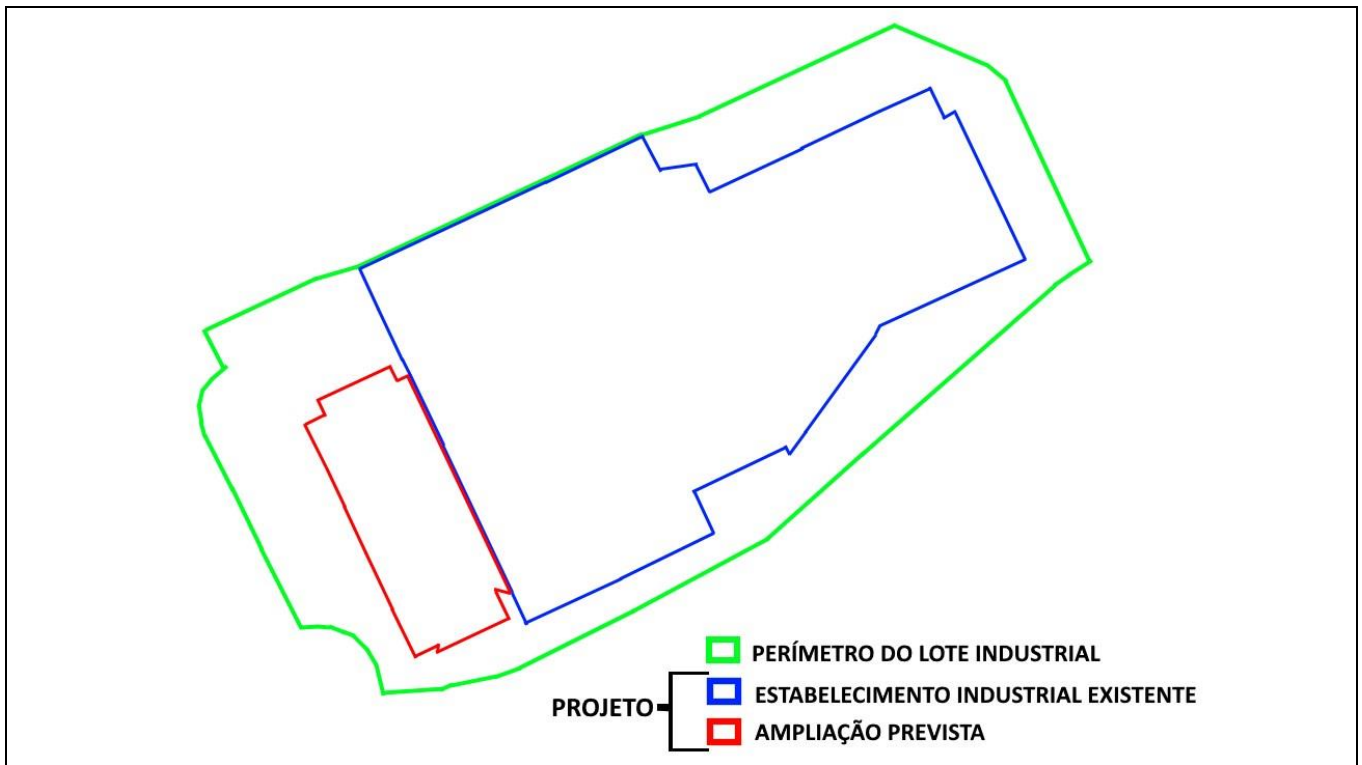 PERÍMETRO DO LOTE INDUSTRIAL
PROJETO
ESTABELECIMENTO INDUSTRIAL EXISTENTE
AMPLIAÇÃO PREVISTA